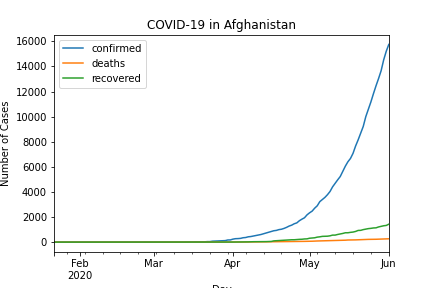 COVID-19 in Afghanistan
confirmed
deaths
recovered
Number of Cases
16000
14000
12000
10000
8000
6000
4000
2000
0
Feb
2020
Mar
Apr
May
Jun